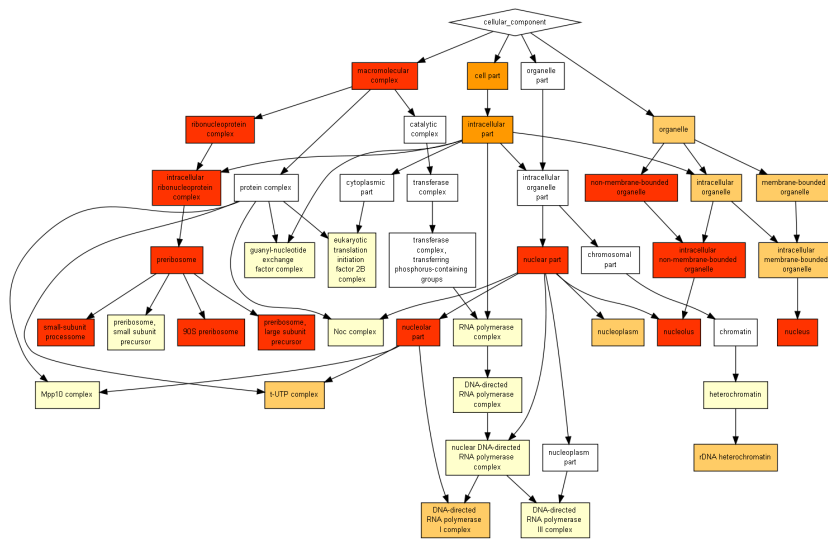 cellular_component
macromolecular
complex
cell part
organelle
part
ribonucleoprotein
complex
catalytic
complex
intracellular
part
organelle
intracellular
ribonucleoprotein
complex
protein complex
cytoplasmic
part
transferase
complex
intracellular
organelle
part
non-membrane-bounded
organelle
intracellular
organelle
membrane-bounded
organelle
preribosome
guanyl-nucleotide
exchange
factor complex
eukaryotic
translation
initiation
factor 2B
complex
transferase
complex,
transferring
phosphorus-containing
groups
nuclear part
chromosomal
part
intracellular
non-membrane-bounded
organelle
intracellular
membrane-bounded
organelle
small-subunit
processome
preribosome,
small subunit
precursor
90S preribosome
preribosome,
large subunit
precursor
Noc complex
nucleolar
part
RNA polymerase
complex
nucleoplasm
nucleolus
chromatin
nucleus
Mpp10 complex
t-UTP complex
DNA-directed
RNA polymerase
complex
heterochromatin
nuclear DNA-directed
RNA polymerase
complex
nucleoplasm
part
rDNA heterochromatin
DNA-directed
RNA polymerase
I complex
DNA-directed
RNA polymerase
III complex